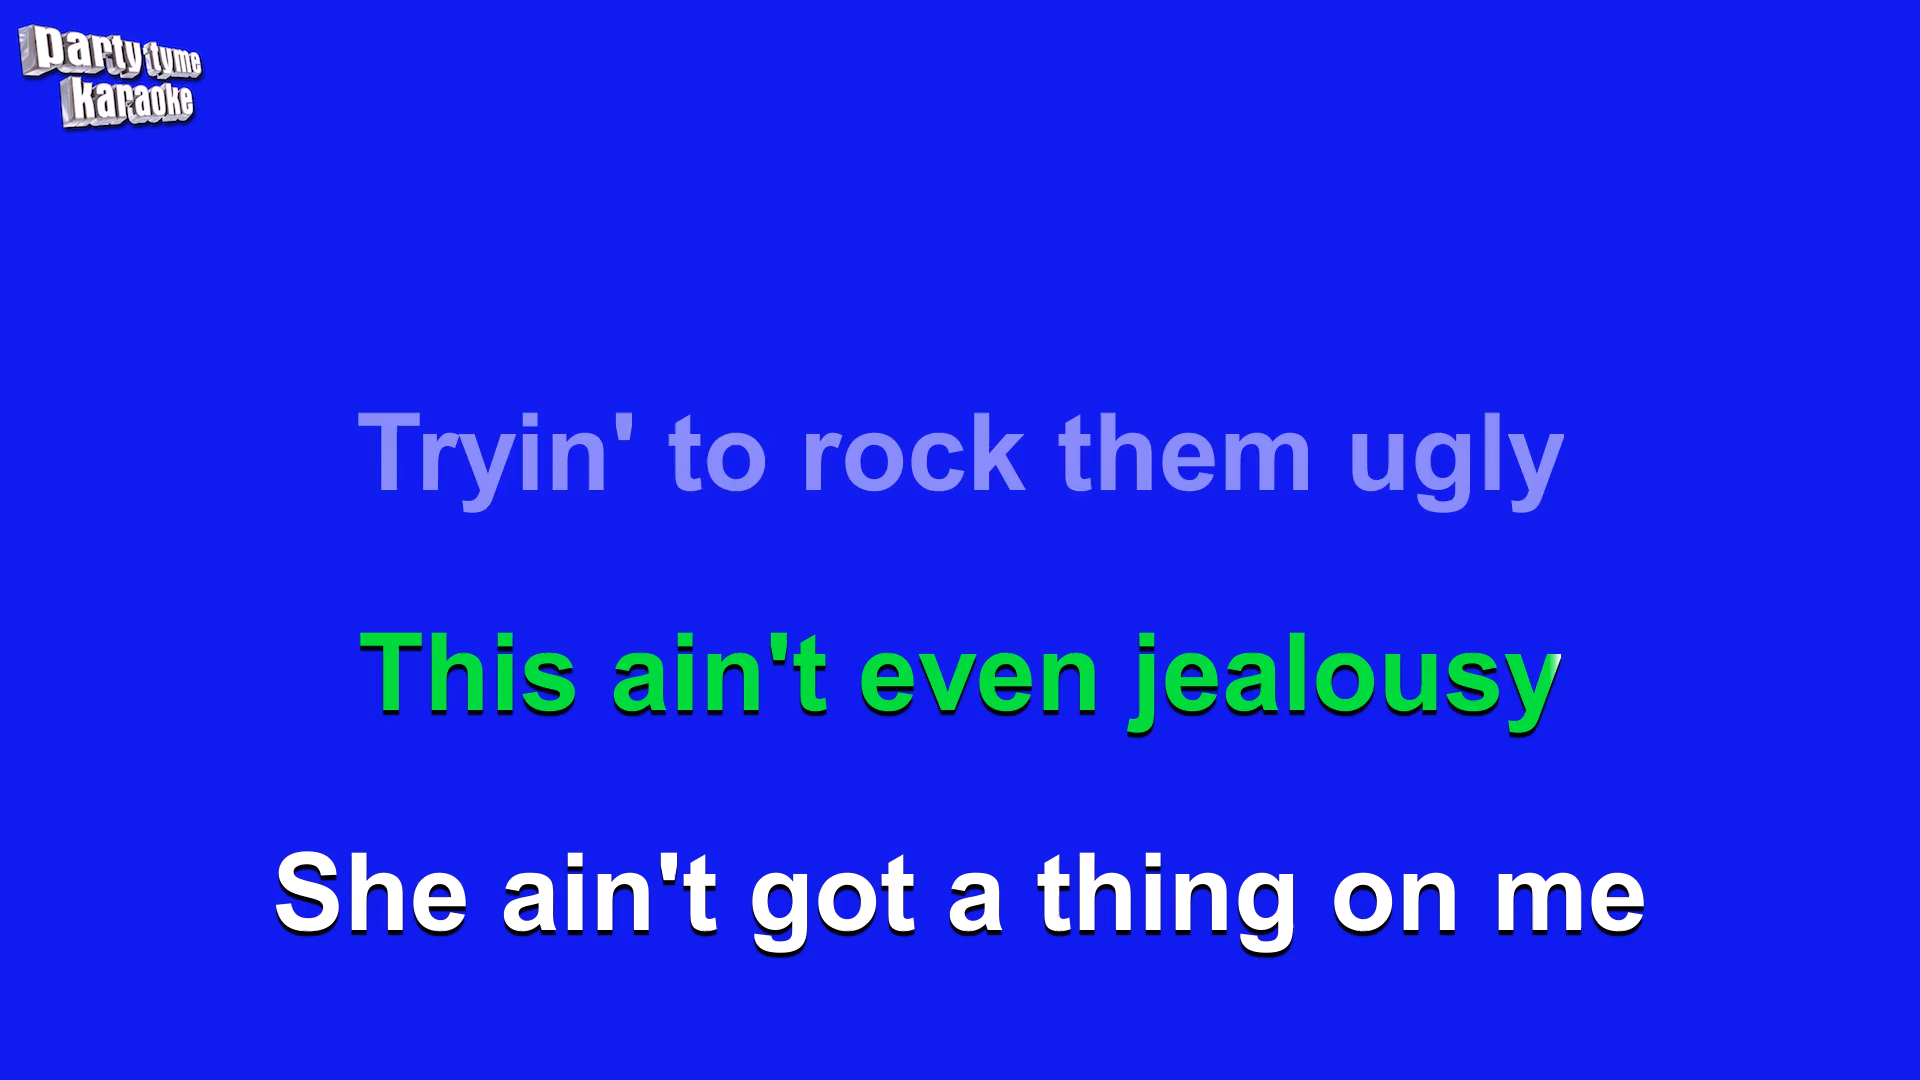 party tyme
karaoke
Tryin' to rock them ugly
This ain't even jealousy
She ain't got a thing on me